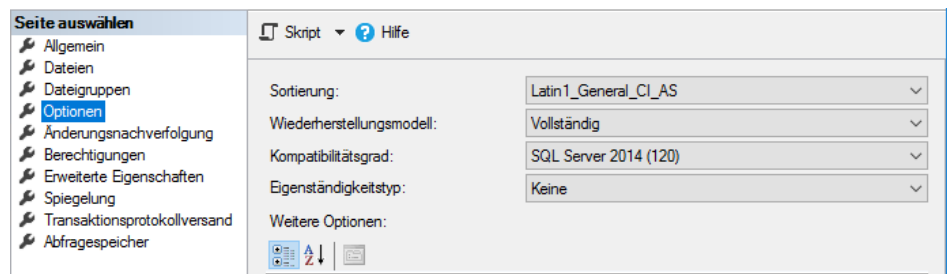 Seite auswählen
Allgemein
Dateien
Dateigruppen
Optionen
Änderungsnachverfolgung
Berechtigungen
Erweiterte Eigenschaften
Spiegelung
Transaktionsprotokollversand
Abfragespeicher
Skript Hilfe
Sortierung: Latin1_General_CI_AS
Wiederherstellungsmodell: Vollständig
Kompatibilitätsgrad: SQL Server 2014 (120)
Eigenständigkeitstyp: Keine
Weitere Optionen: